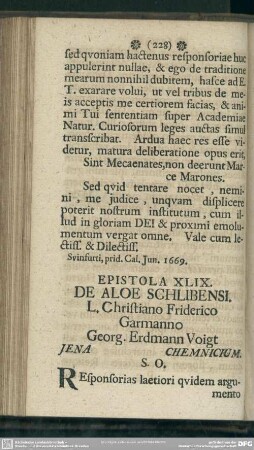 (228)
sed qvoniam hactenus responsoriae huc
appulerint nullae, & ego de traditione
mearum nonnihil dubitem, hasce ad E.
T. exarare volui, ut vel tribus de me-
is acceptis me certiorem facias, & ani-
mi Tui sententiam super Academiae
Natur. Curiosorum leges auctas simul
transscribat. Ardua haec res esse vi-
detur, matura deliberatione opus erit,
Sint Mecaenates, non deerunt Mar-
ce Marones.
Sed qvid tentare nocet, nemi-
ni, me judice, unqvam displicere
poterit nostrum institutum, cum il-
lud in gloriam DEI & proximi emolu-
mentum vergat omne. Vale cum le-
ctiss. & Dilectiss.
Svinfurti, prid. Cal. Jun. 1669.
EPISTOLA XLIX.
DE ALOE SCHLIBENSI.
L. Christiano Friderico
Garmanno
Georg. Erdmann Voigt
JENA CHEMNICIUM.
S. O.
REsponsorias laetiori qvidem argu-
mento